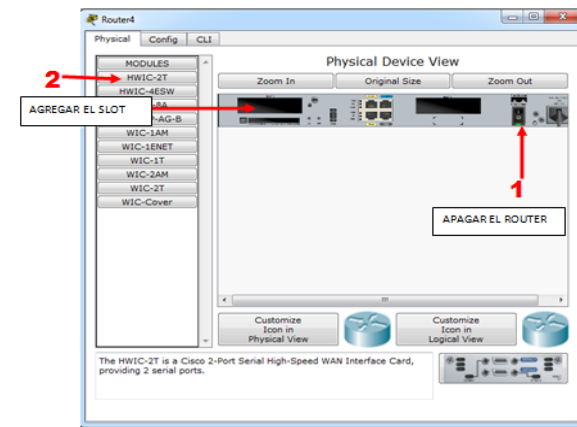 Router4
Physical Config CLI
MODULES
HWIC-2T
HWIC-4ESW
-8A
P-AG-B
WIC-1AM
WIC-1ENET
WIC-1T
WIC-2AM
WIC-2T
WIC-Cover
2
AGREGAR EL SLOT
Physical Device View
Zoom In Original Size Zoom Out
1
APAGAR EL ROUTER
Customize
Icon in
Physical View
Customize
Icon in
Logical View
The HWIC-2T is a Cisco 2-Port Serial High-Speed WAN Interface Card,
providing 2 serial ports.